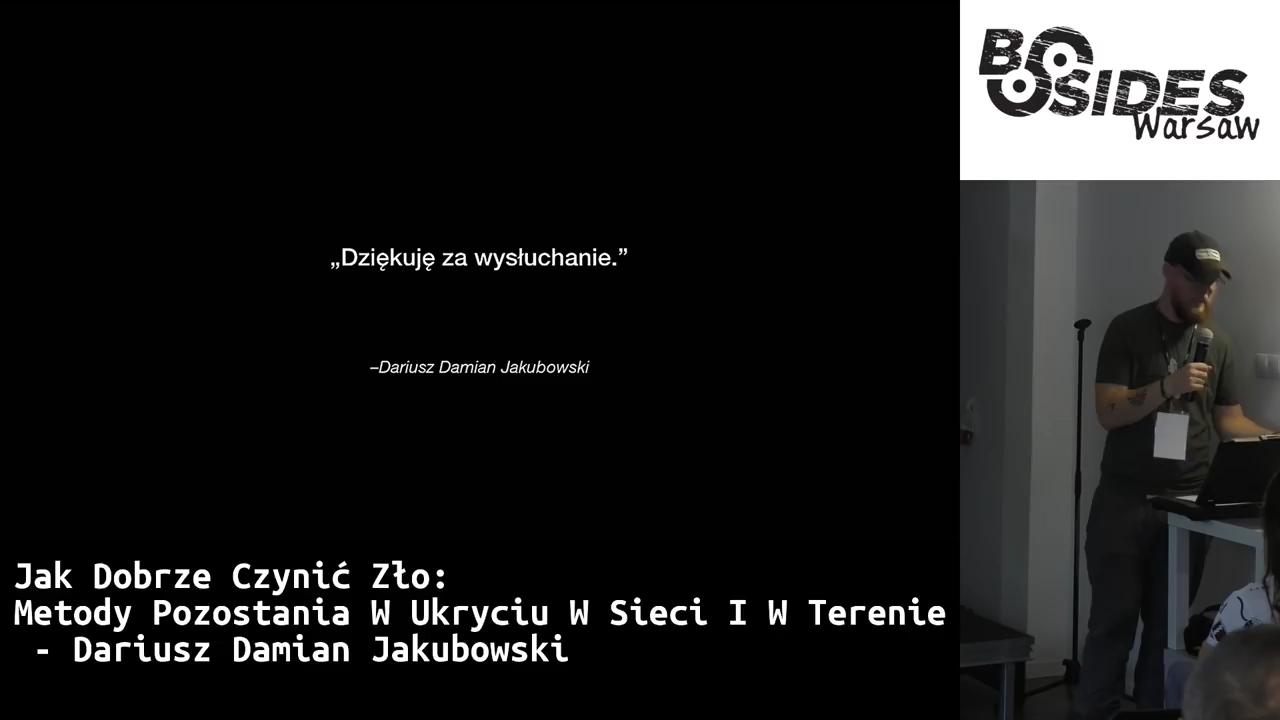 BSIDES
Warsaw
„Dziękuję za wysłuchanie.”
–Dariusz Damian Jakubowski
Jak Dobrze Czynić Zło:
Metody Pozostania W Ukryciu W Sieci I W Terenie
- Dariusz Damian Jakubowski